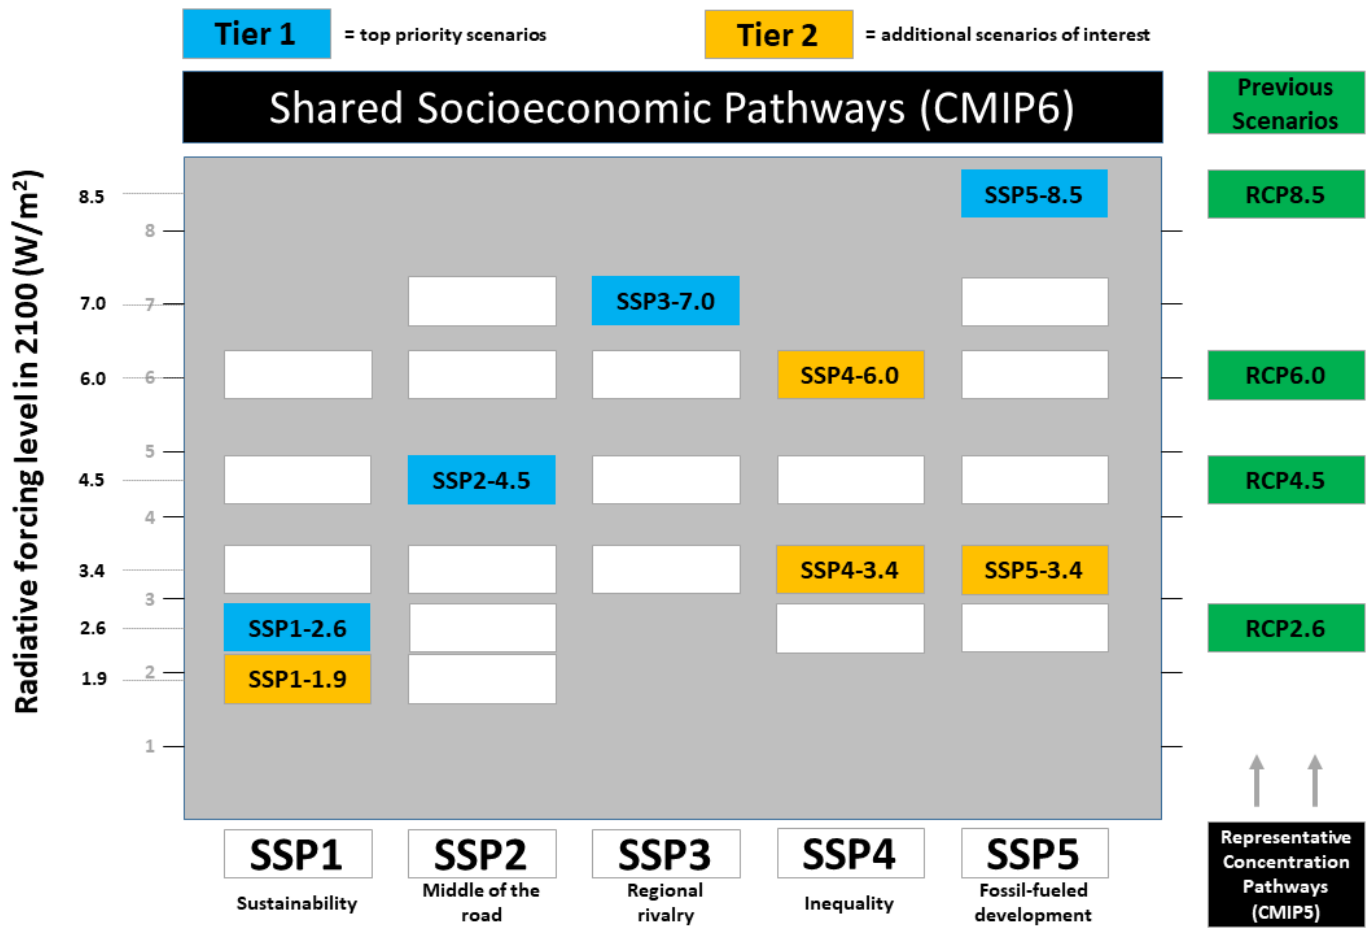 Tier 1 = top priority scenarios
Tier 2 = additional scenarios of interest
Shared Socioeconomic Pathways (CMIP6)
Previous
Scenarios
Radiative forcing level in 2100 (W/m²)
8.5
SSP5-8.5
RCP8.5
8
7.0
7
SSP3-7.0
6.0
6
SSP4-6.0
RCP6.0
5
4.5
SSP2-4.5
RCP4.5
4
3.4
SSP4-3.4
SSP5-3.4
3
2.6
SSP1-2.6
RCP2.6
2
1.9
SSP1-1.9
1
SSP1
Sustainability
SSP2
Middle of the
road
SSP3
Regional
rivalry
SSP4
Inequality
SSP5
Fossil-fueled
development
Representative
Concentration
Pathways
(CMIP5)